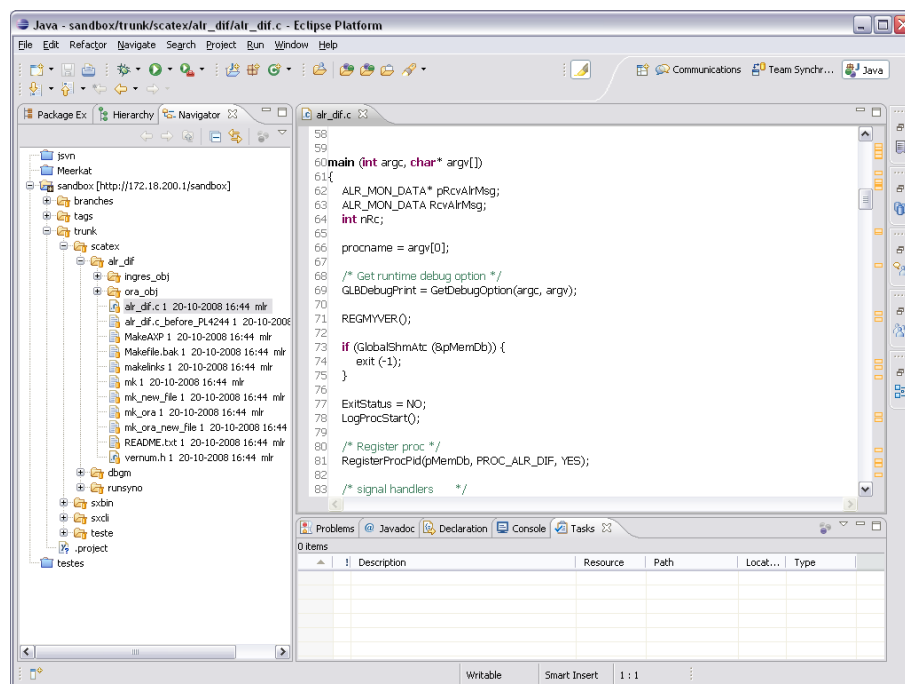 Java - sandbox/trunk/scatex/alr_dif/alr_dif.c - Eclipse Platform
File Edit Refactor Navigate Search Project Run Window Help
Communications Team Synchr... Java
Package Ex Hierarchy Navigator
alr_dif.c
jsvn
Meerkat
sandbox [http://172.18.200.1/sandbox]
branches
tags
trunk
scatex
alr_dif
ingres_obj
ora_obj
alr_dif.c 1 20-10-2008 16:44 mlr
alr_dif.c_before_PL4244 1 20-10-2008
MakeAXP 1 20-10-2008 16:44 mlr
Makefile.bak 1 20-10-2008 16:44 mlr
makelinks 1 20-10-2008 16:44 mlr
mk 1 20-10-2008 16:44 mlr
mk_new_file 1 20-10-2008 16:44 mlr
mk_ora 1 20-10-2008 16:44 mlr
mk_ora_new_file 1 20-10-2008 16:44 mlr
README.txt 1 20-10-2008 16:44 mlr
vernum.h 1 20-10-2008 16:44 mlr
dbgm
runsyno
sxbin
sxcli
teste
.project
testes
58
59
60 main (int argc, char* argv[])
61 {
62 ALR_MON_DATA* pRcvAlrMsg;
63 ALR_MON_DATA RcvAlrMsg;
64 int nRc;
65
66 procname = argv[0];
67
68 /* Get runtime debug option */
69 GLBDebugPrint = GetDebugOption(argc, argv);
70
71 REGMYVER();
72
73 if (GlobalShmAtc (&pMemDb)) {
74 exit (-1);
75 }
76
77 ExitStatus = NO;
78 LogProcStart();
79
80 /* Register proc */
81 RegisterProcPid(pMemDb, PROC_ALR_DIF, YES);
82
83 /* signal handlers */
Problems Javadoc Declaration Console Tasks
0 items
! Description Resource Path Locat... Type
Writable Smart Insert 1 : 1